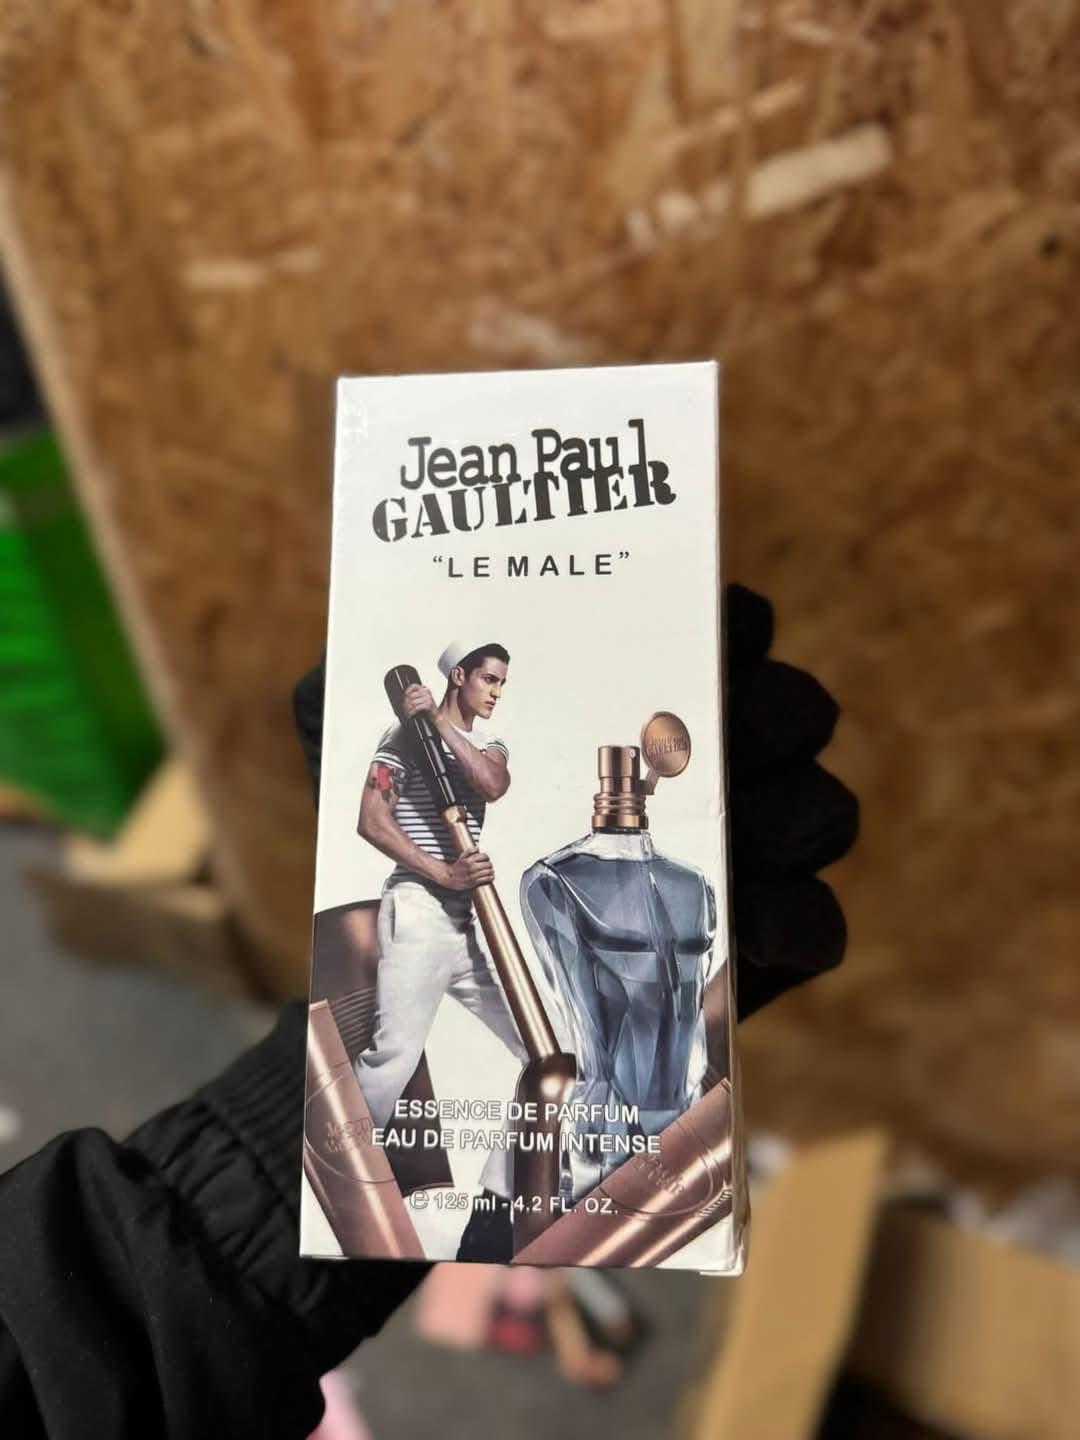 Jean Paul
GAULTIER
“LE MALE”
ESSENCE DE PARFUM
EAU DE PARFUM INTENSE
e 125 ml - 4.2 FL. OZ.